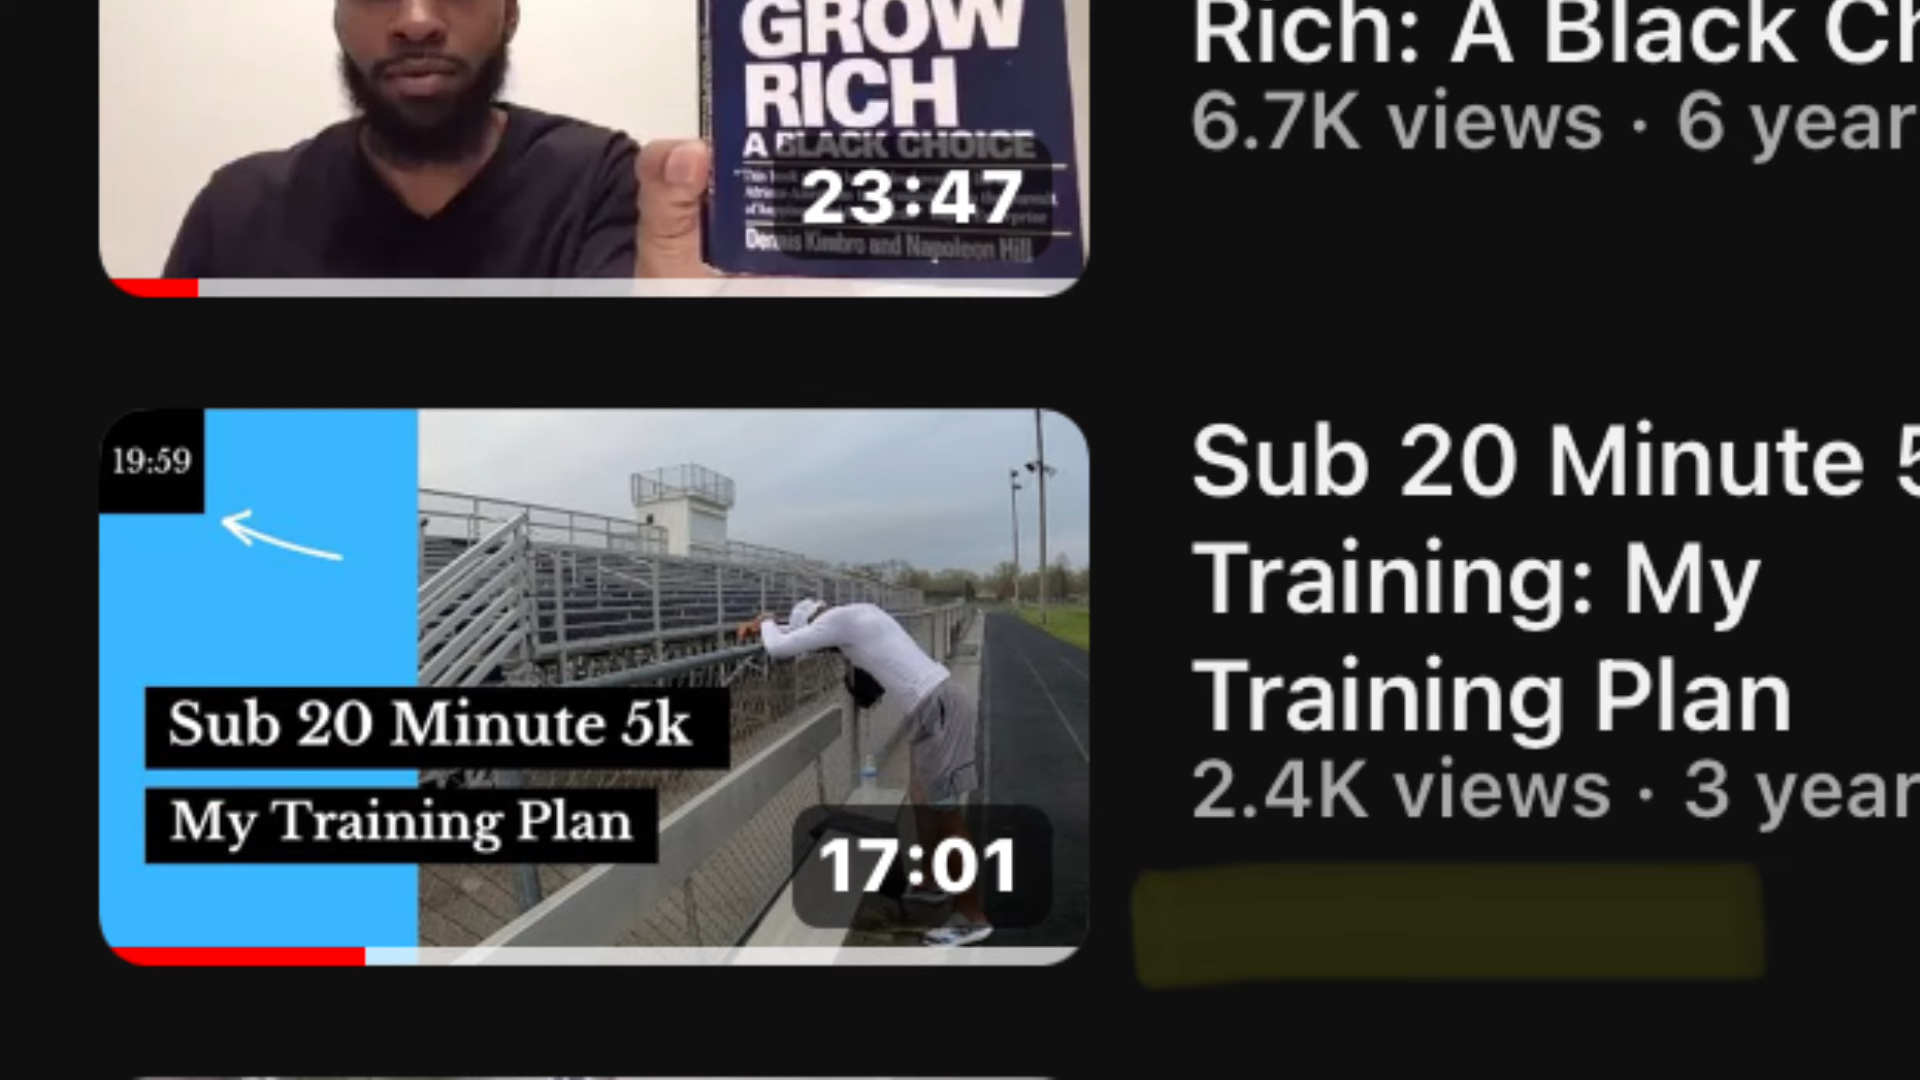 GROW
RICH
A BLACK CHOICE
Dennis Kimbro and Napoleon Hill
23:47
Rich: A Black Ch
6.7K views · 6 year
19:59
Sub 20 Minute 5k
My Training Plan
17:01
Sub 20 Minute 5
Training: My
Training Plan
2.4K views · 3 year